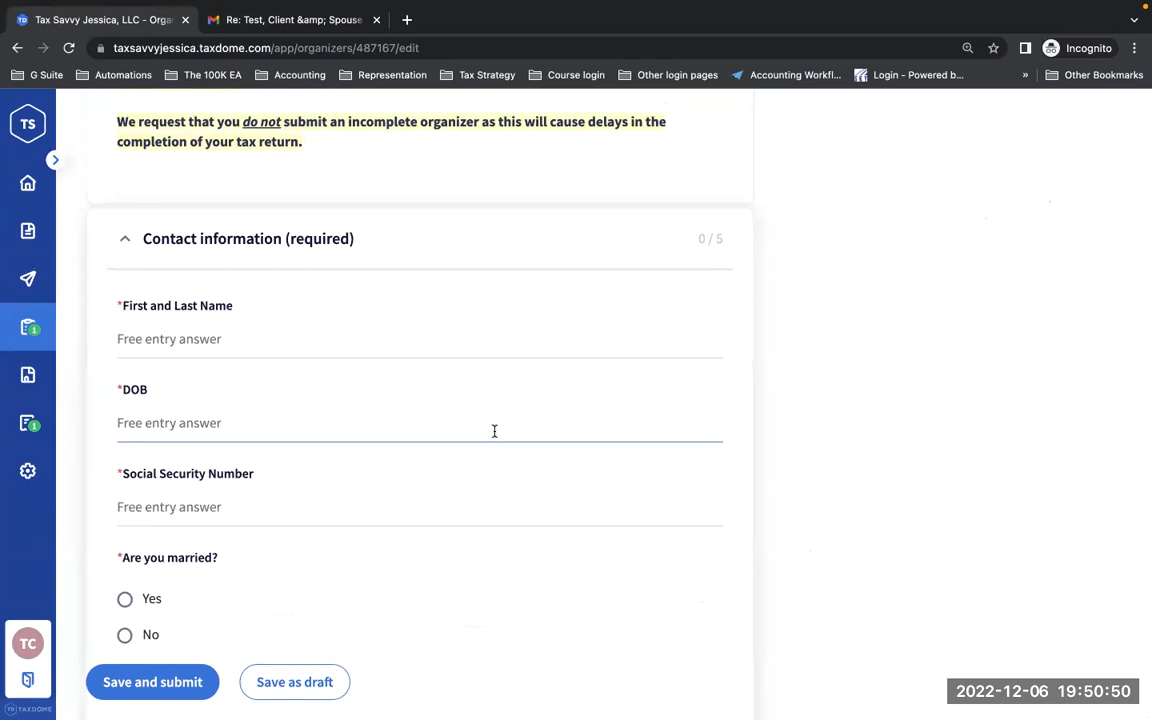 Tax Savvy Jessica, LLC - Orga
Re: Test, Client &amp; Spouse
taxsavvyjessica.taxdome.com/app/organizers/487167/edit
Incognito
G Suite Automations The 100K EA Accounting Representation Tax Strategy Course login Other login pages Accounting Workfl... Login - Powered b... » Other Bookmarks
TS
We request that you do not submit an incomplete organizer as this will cause delays in the
completion of your tax return.
Contact information (required) 0 / 5
*First and Last Name
Free entry answer
*DOB
Free entry answer
1
*Social Security Number
Free entry answer
1
*Are you married?
Yes
No
TC
Save and submit Save as draft
2022-12-06 19:50:50
TAXDOME